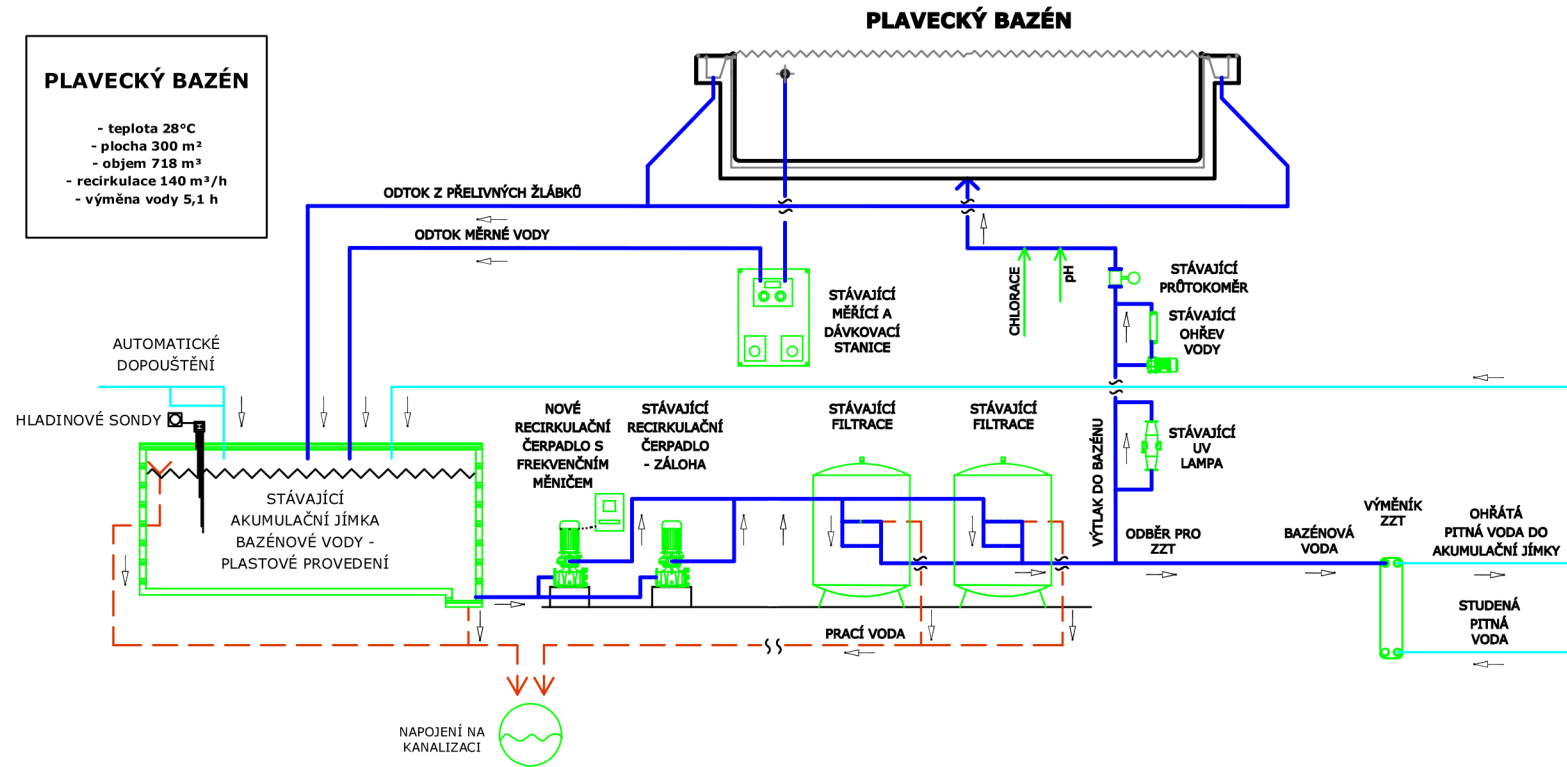 PLAVECKÝ BAZÉN
PLAVECKÝ BAZÉN
- teplota 28°C
- plocha 300 m²
- objem 718 m³
- recirkulace 140 m³/h
- výměna vody 5,1 h
ODTOK Z PŘELIVNÝCH ŽLÁBKŮ
ODTOK MĚRNÉ VODY
STÁVAJÍCÍ
MĚŘÍCÍ A
DÁVKOVACÍ
STANICE
CHLORACE
pH
STÁVAJÍCÍ
PRŮTOKOMĚR
STÁVAJÍCÍ
OHŘEV
VODY
AUTOMATICKÉ
DOPOUŠTĚNÍ
HLADINOVÉ SONDY
NOVÉ
RECIRKULAČNÍ
ČERPADLO S
FREKVENČNÍM
MĚNIČEM
STÁVAJÍCÍ
RECIRKULAČNÍ
ČERPADLO
- ZÁLOHA
STÁVAJÍCÍ
FILTRACE
STÁVAJÍCÍ
FILTRACE
STÁVAJÍCÍ
UV
LAMPA
STÁVAJÍCÍ
AKUMULAČNÍ JÍMKA
BAZÉNOVÉ VODY -
PLASTOVÉ PROVEDENÍ
VÝTLAK DO BAZÉNU
ODBĚR PRO
ZZT
BAZÉNOVÁ
VODA
VÝMĚNÍK
ZZT
OHŘÁTÁ
PITNÁ VODA DO
AKUMULAČNÍ JÍMKY
STUDENÁ
PITNÁ
VODA
PRACÍ VODA
NAPOJENÍ NA
KANALIZACI